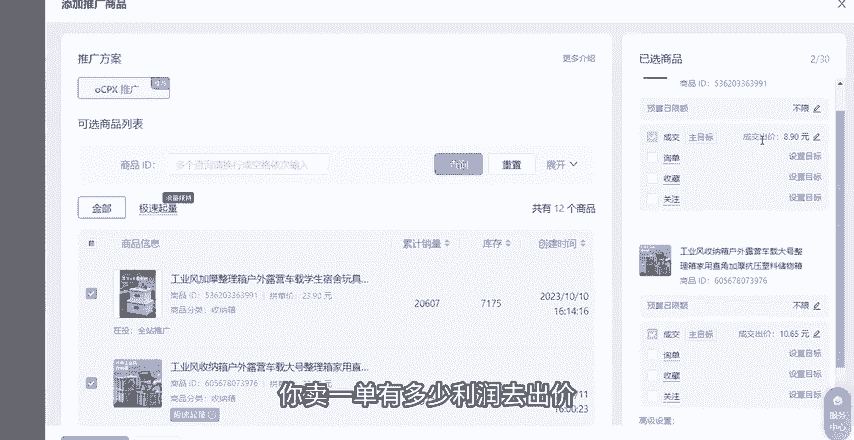 添加推广商品
推广方案
更多介绍
oCPX 推广
可选商品列表
商品 ID:
多个查询请换行或空格依次输入
查询
重置
展开
全部
极速起量
共有 12 个商品
商品信息
累计销量
库存
创建时间
工业风加厚整理箱户外露营车载学生宿舍玩具...
商品 ID: 536203363991
拼单价: 23.90 元
商品分类: 收纳箱
20607
7175
2023/10/10
16:14:16
在投: 全站推广
工业风收纳箱户外露营车载大号整理箱家用直...
商品 ID: 605678073976
商品分类: 收纳箱
极速起量
16:00:23
你卖一单有多少利润去出价
已选商品
2/30
商品 ID: 536203363991
预算日限额
不限
成交
主目标
成交出价: 8.90 元
询单
设置目标
收藏
设置目标
关注
设置目标
工业风收纳箱户外露营车载大号整
理箱家用直角加厚抗压塑料储物箱
商品 ID: 605678073976
预算日限额
不限
成交
主目标
成交出价: 10.65 元
询单
设置目标
收藏
设置目标
关注
设置目标
高级设置:
服务
中心